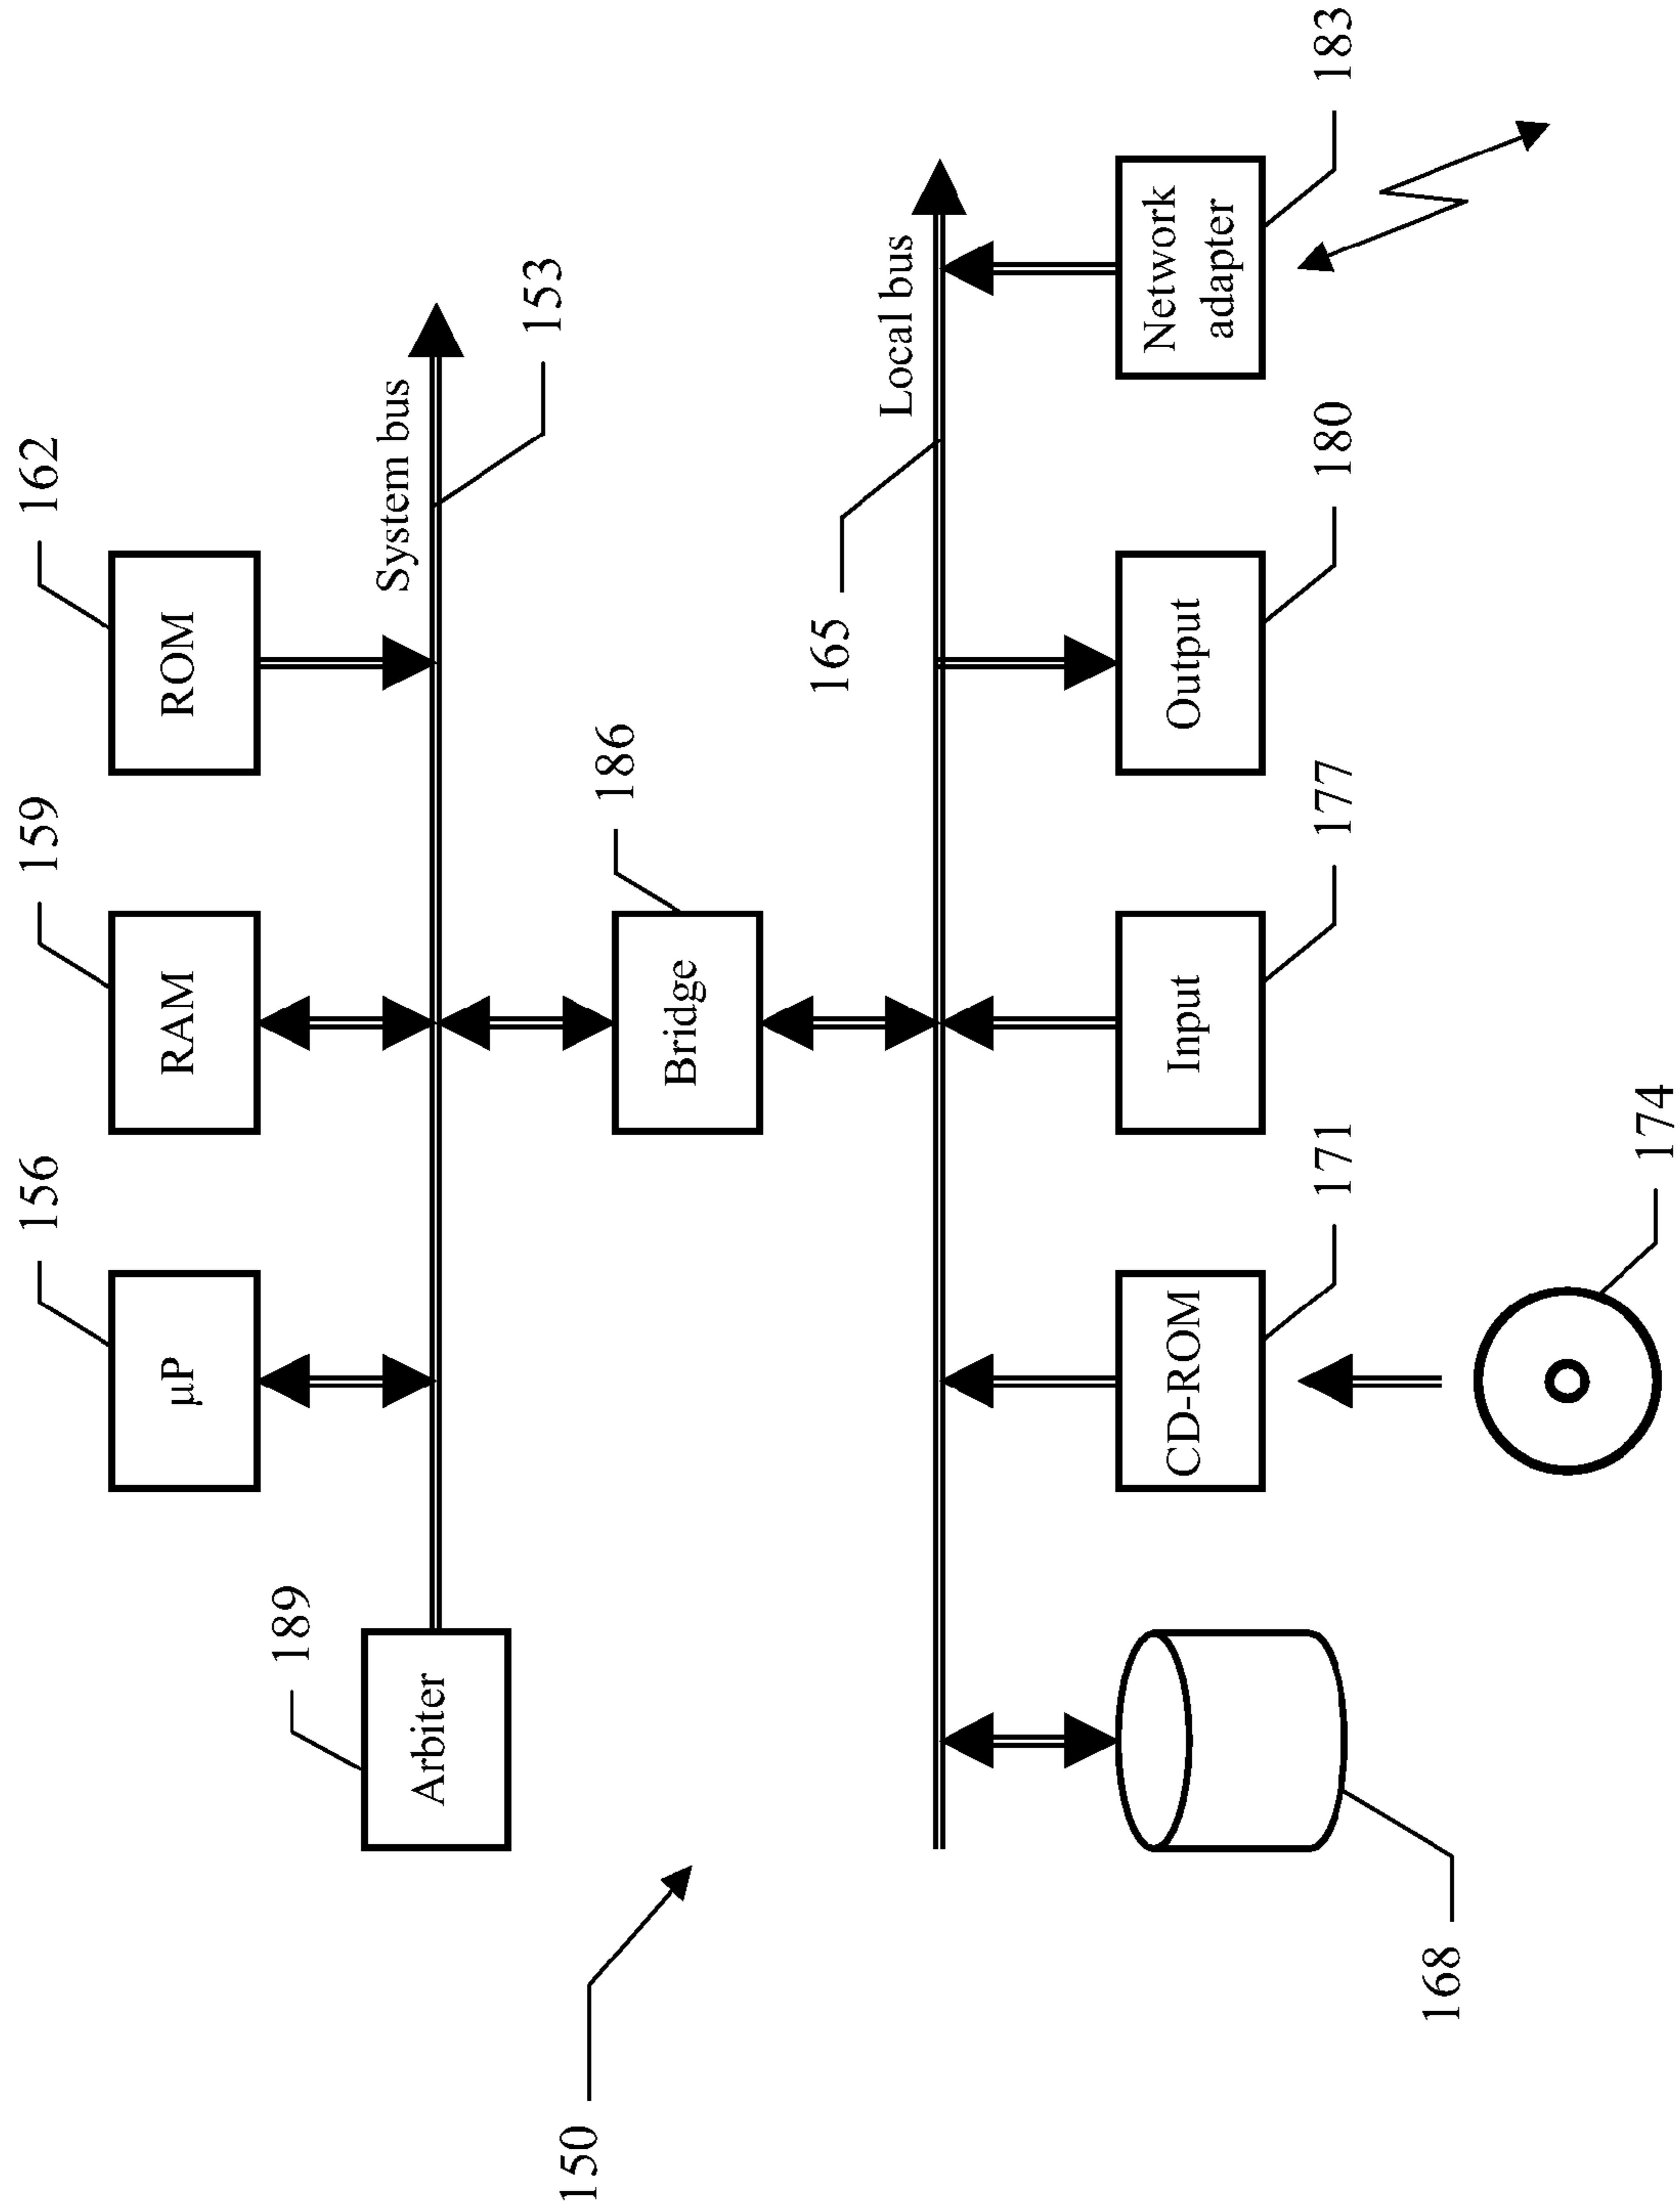 150
189
Arbiter
156
μP
159
RAM
162
ROM
System bus
153
186
Bridge
165
Local bus
168
CD-ROM
171
174
Input
177
Output
180
Network
adapter
183